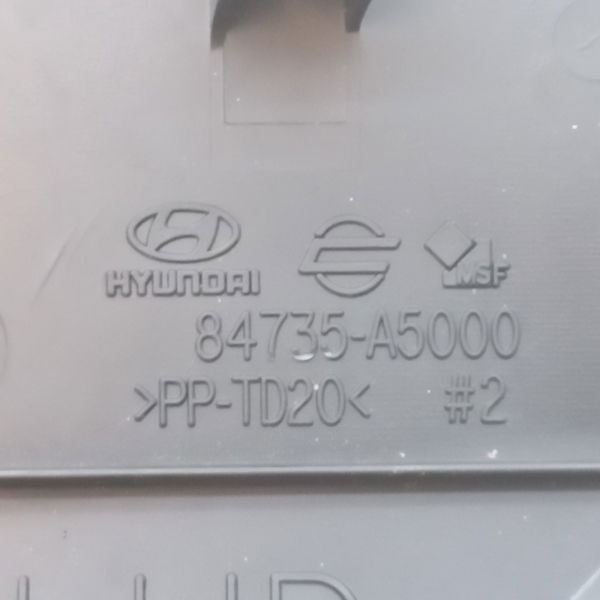 HYUNDAI MSF
84735-A5000
>PP-TD20< #2